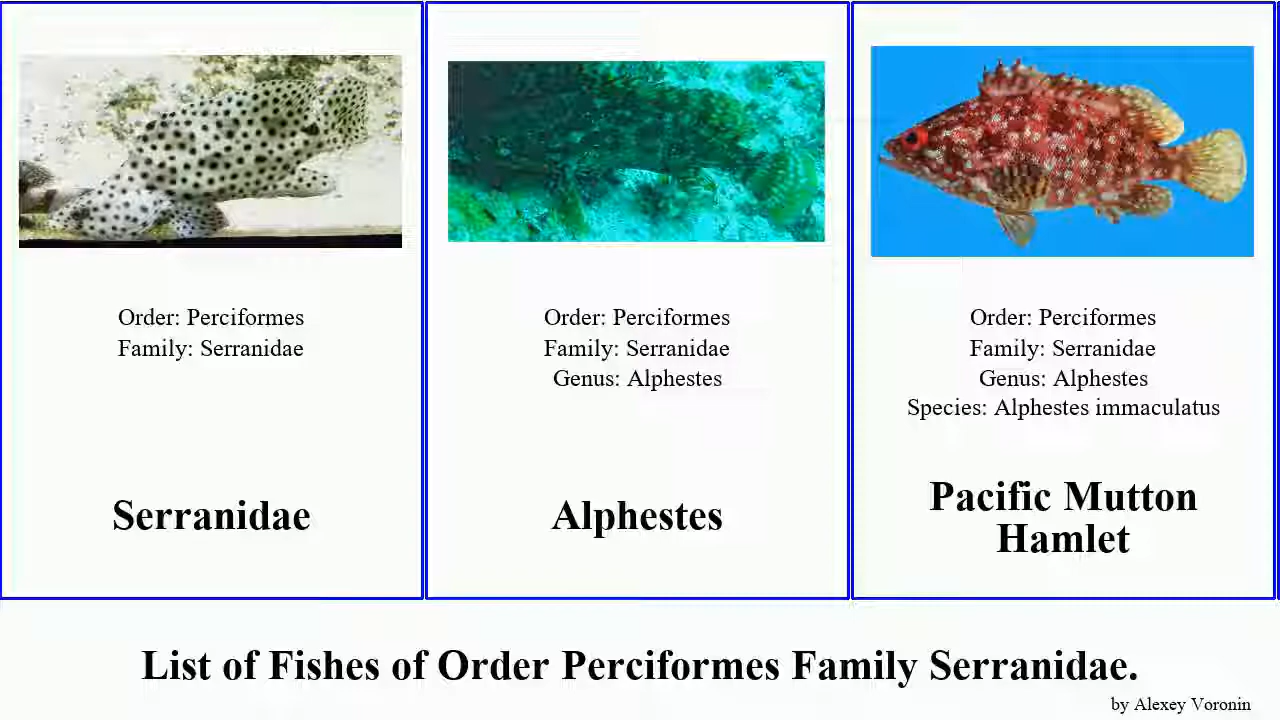 Order: Perciformes
Family: Serranidae
Serranidae
Order: Perciformes
Family: Serranidae
Genus: Alphestes
Alphestes
Order: Perciformes
Family: Serranidae
Genus: Alphestes
Species: Alphestes immaculatus
Pacific Mutton
Hamlet
List of Fishes of Order Perciformes Family Serranidae.
by Alexey Voronin